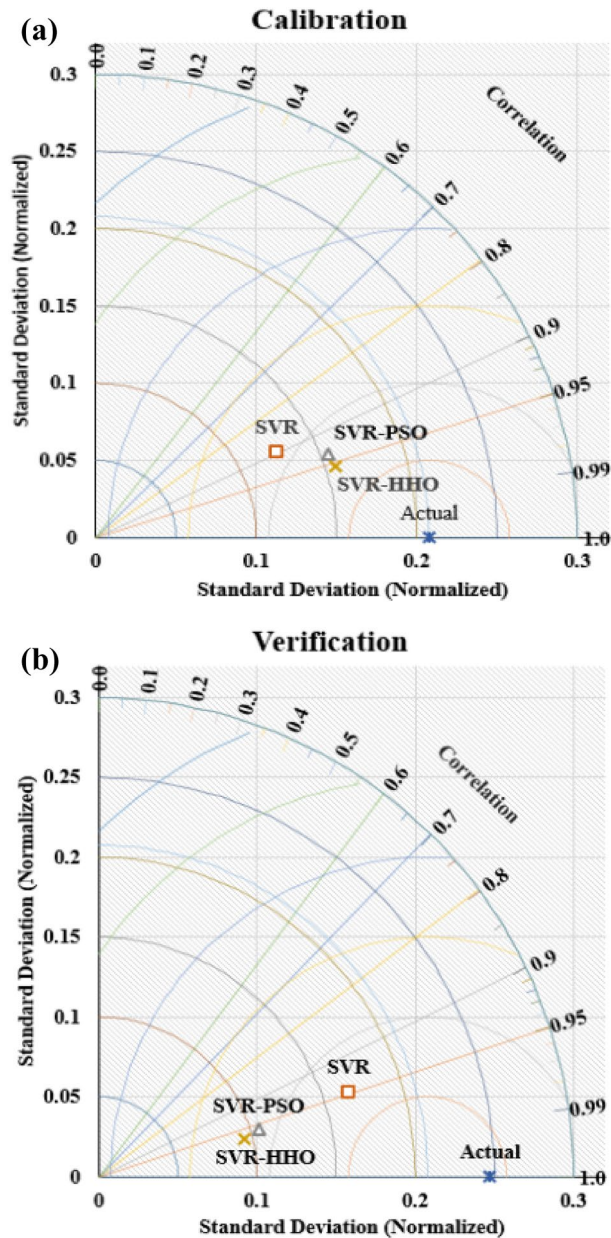 (a)
Calibration
0.0
0.1
0.2
0.3
0.4
0.5
0.6
0.7
0.8
0.9
0.95
0.99
1.0
Correlation
Standard Deviation (Normalized)
0.3
0.25
0.2
0.15
0.1
0.05
0
SVR
SVR-PSO
SVR-HHO
Actual
0
0.1
0.2
0.3
Standard Deviation (Normalized)
(b)
Verification
0.0
0.1
0.2
0.3
0.4
0.5
0.6
0.7
0.8
0.9
0.95
0.99
1.0
Correlation
Standard Deviation (Normalized)
0.3
0.25
0.2
0.15
0.1
0.05
0
SVR
SVR-PSO
SVR-HHO
Actual
0
0.1
0.2
0.3
Standard Deviation (Normalized)